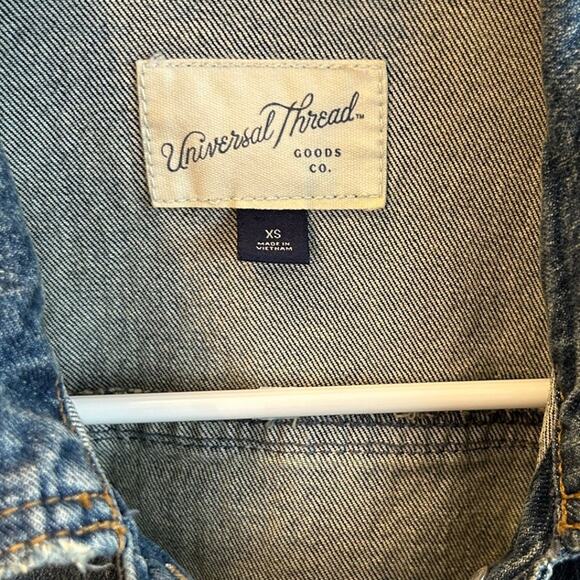 Universal Thread™
GOODS
CO.
XS
MADE IN
VIETNAM